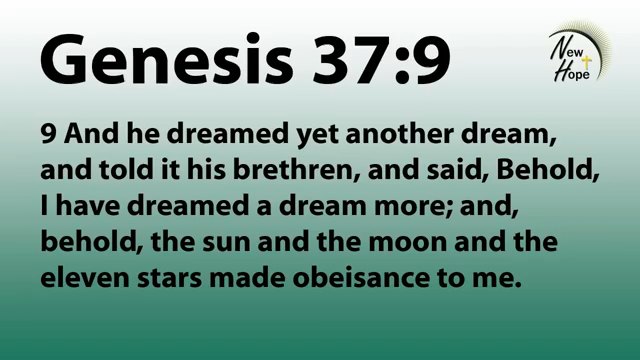 Genesis 37:9
New
Hope
9 And he dreamed yet another dream,
and told it his brethren, and said, Behold,
I have dreamed a dream more; and,
behold, the sun and the moon and the
eleven stars made obeisance to me.